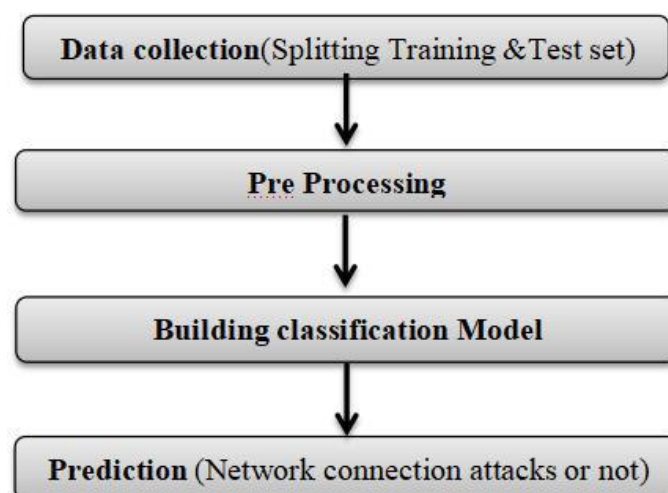 Data collection(Splitting Training &Test set)
Pre Processing
Building classification Model
Prediction (Network connection attacks or not)